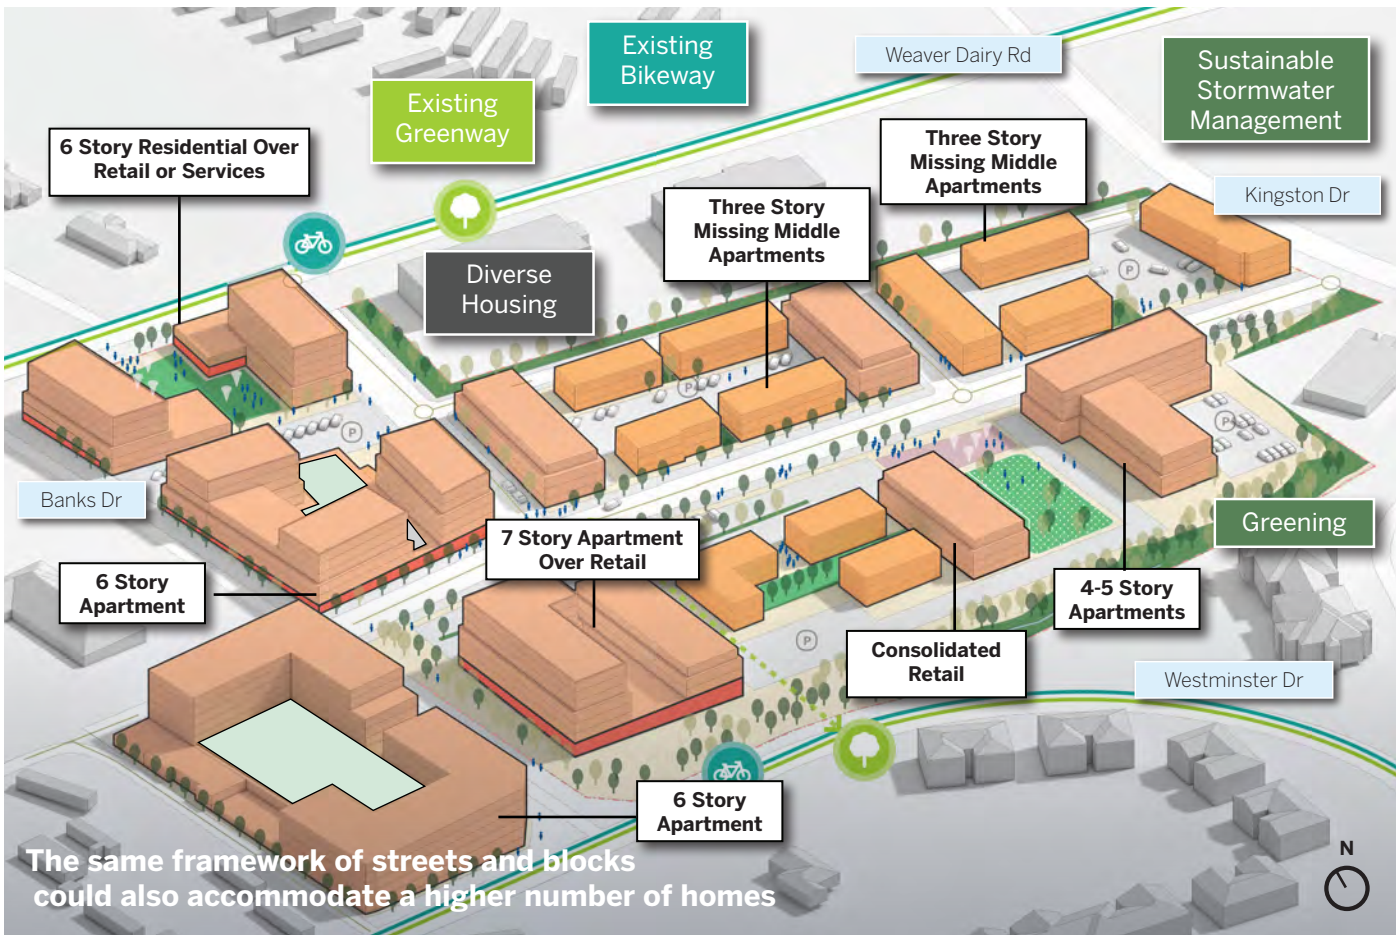 Existing
Bikeway
Weaver Dairy Rd
Sustainable
Stormwater
Management
Existing
Greenway
6 Story Residential Over
Retail or Services
Three Story
Missing Middle
Apartments
Kingston Dr
Three Story
Missing Middle
Apartments
Diverse
Housing
P
P
P
P
Banks Dr
Greening
7 Story Apartment
Over Retail
6 Story
Apartment
4-5 Story
Apartments
P
Consolidated
Retail
Westminster Dr
6 Story
Apartment
The same framework of streets and blocks
could also accommodate a higher number of homes
N